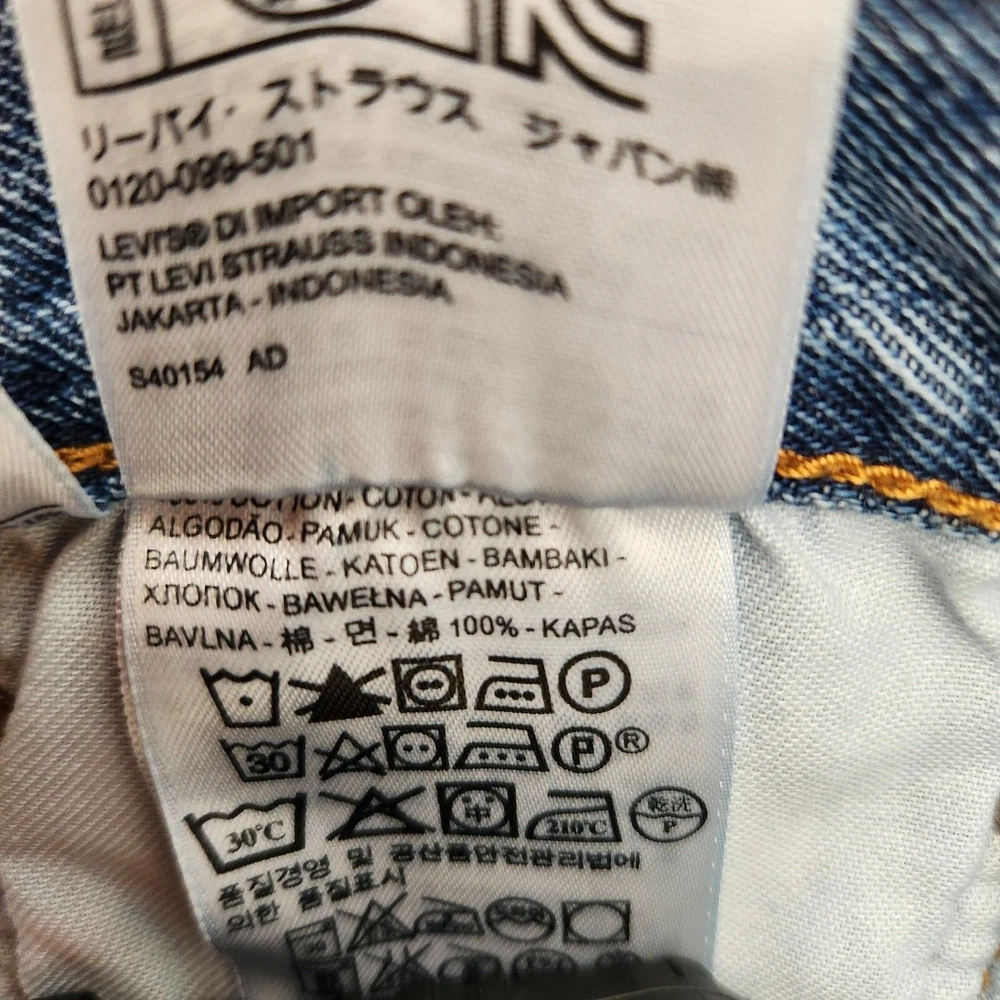 リーバイ・ストラウス ジャパン㈱
0120-099-501
LEVI'S® DI IMPORT OLEH:
PT LEVI STRAUSS INDONESIA
JAKARTA - INDONESIA
S40154 AD
ALGODÃO - PAMUK - COTONE -
BAUMWOLLE - KATOEN - BAMBAKI -
ХЛОПОК - BAWEŁNA - PAMUT -
BAVLNA - 棉 - 면 - 綿 100% - KAPAS
P
30 P ®
30°C 中 210°C 乾洗 P
품질경영 및 공산품안전관리법에
의한 품질표시